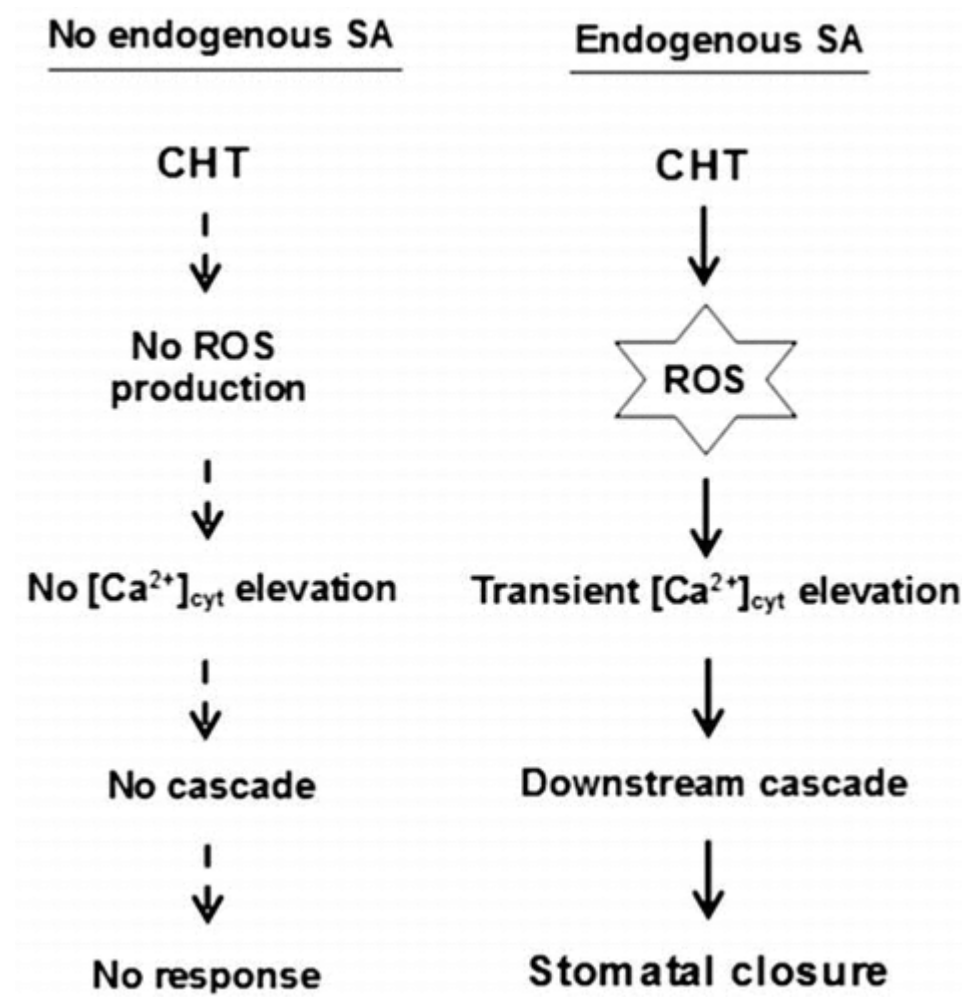 No endogenous SA
CHT
No ROS
production
No [Ca²⁺]cyt elevation
No cascade
No response
Endogenous SA
CHT
ROS
Transient [Ca²⁺]cyt elevation
Downstream cascade
Stomatal closure